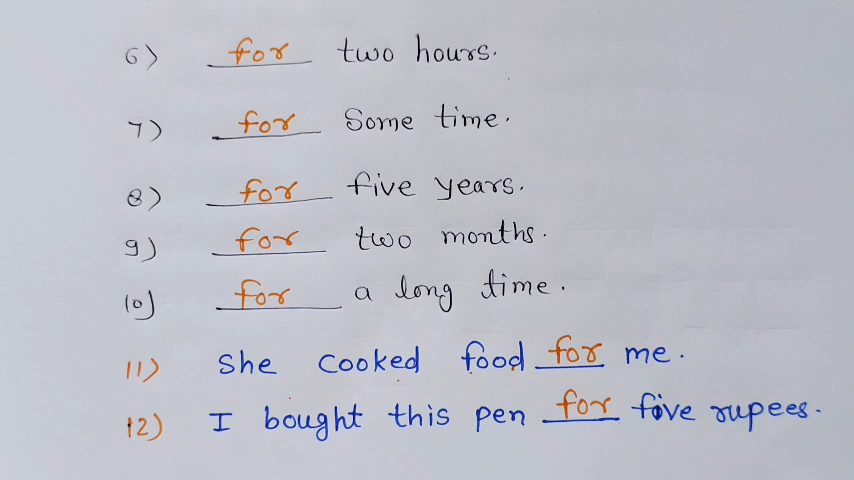 6) for two hours.
7) for Some time.
8) for five years.
9) for two months.
10) for a long time.
11) She cooked food for me.
12) I bought this pen for five rupees.